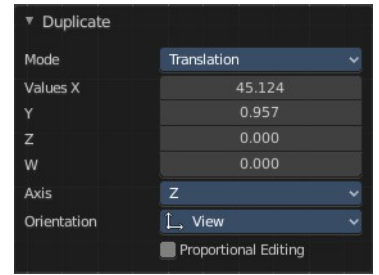 Duplicate
Mode Translation
Values X 45.124
Y 0.957
Z 0.000
W 0.000
Axis Z
Orientation View
Proportional Editing